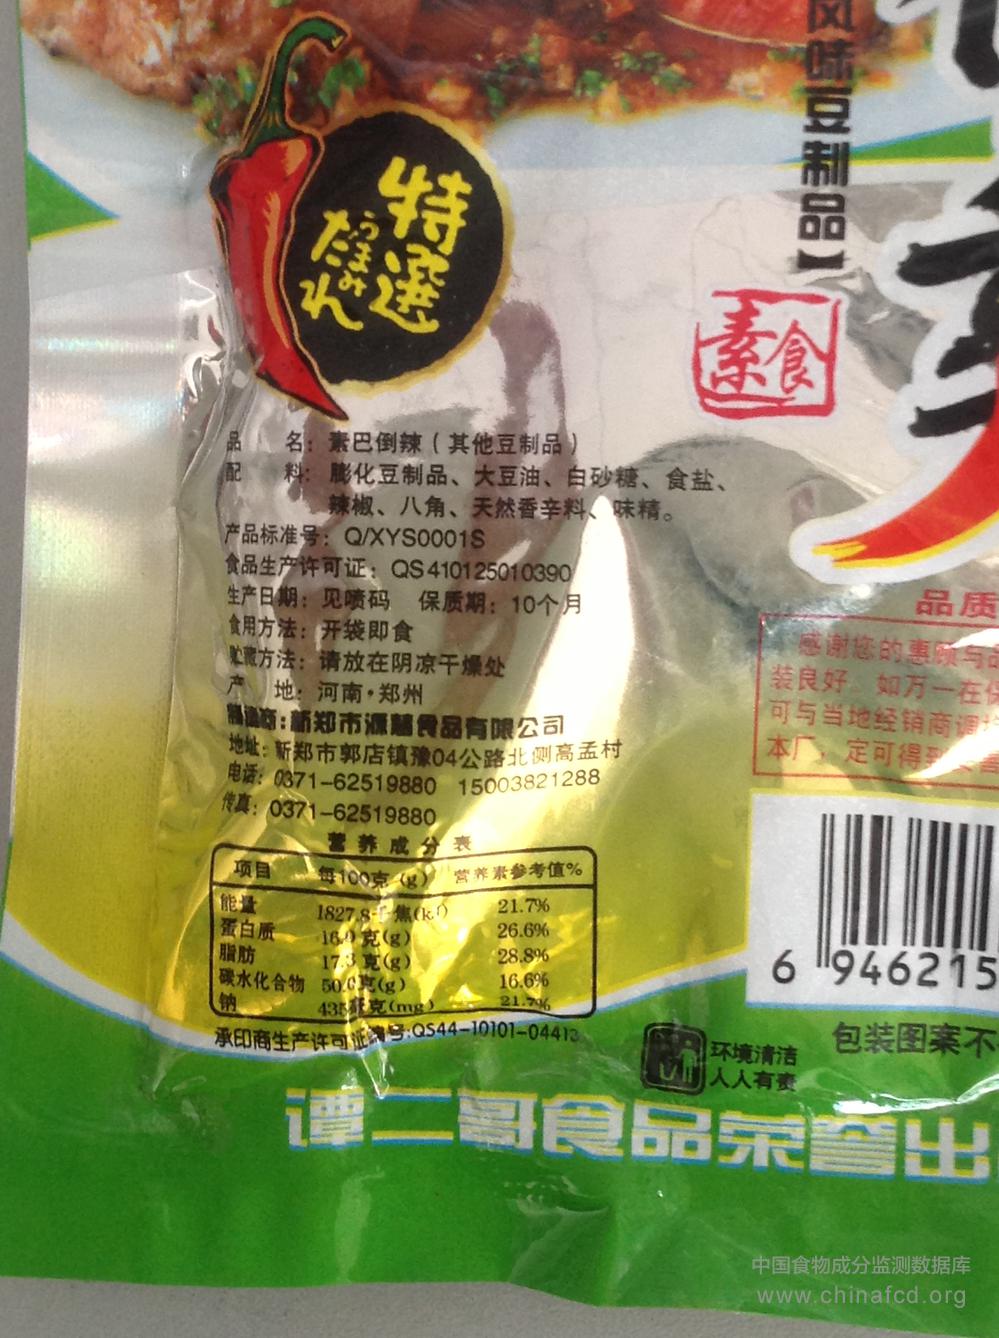 风味豆制品】
特選
うまみ
たれ
素食
品 名：素巴倒辣（其他豆制品）
配 料：膨化豆制品、大豆油、白砂糖、食盐、
辣椒、八角、天然香辛料、味精。
产品标准号：Q/XYS0001S
食品生产许可证：QS410125010390
生产日期：见喷码 保质期：10个月
食用方法：开袋即食
贮藏方法：请放在阴凉干燥处
产 地：河南·郑州
制造商：新郑市源慧食品有限公司
地址：新郑市郭店镇豫04公路北侧高孟村
电话：0371-62519880 15003821288
传真：0371-62519880
营养成分表
项目 每100克（g） 营养素参考值%
能量 1827.8千焦(kJ) 21.7%
蛋白质 16.0克(g) 26.6%
脂肪 17.3克(g) 28.8%
碳水化合物 50.0克(g) 16.6%
钠 435毫克(mg) 21.7%
承印商生产许可证编号:QS44-10101-04413
品质
感谢您的惠顾与
装良好 如万一在
可与当地经销商调
本厂，定可得到
6 946215
包装图案不
环境清洁
人人有责
谭二哥食品荣誉出
中国食物成分监测数据库
www.chinafcd.org